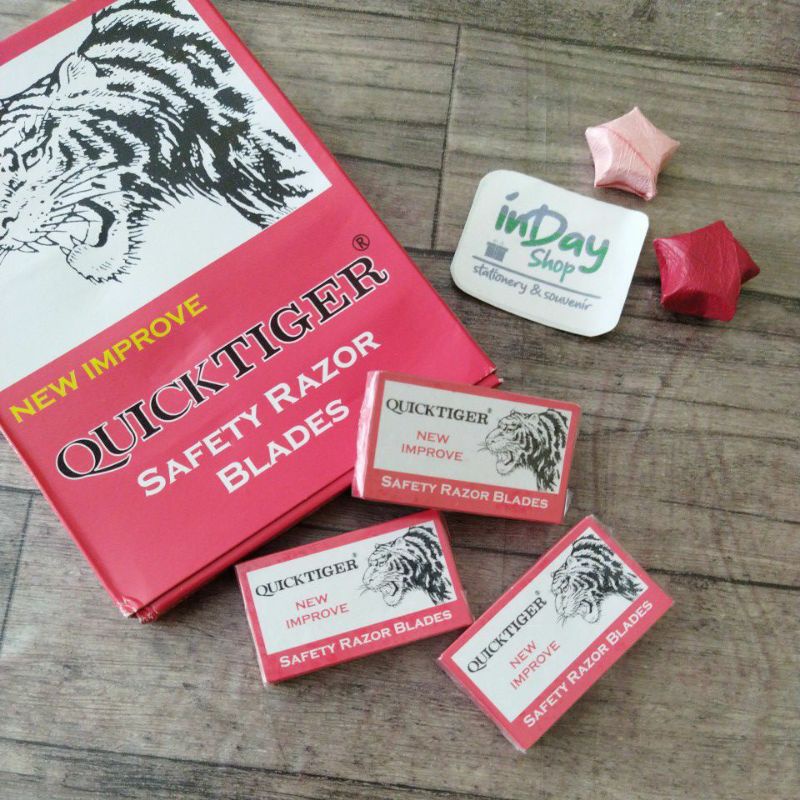 NEW IMPROVE
QUICKTIGER®
SAFETY RAZOR
BLADES
inDay
Shop
stationery & souvenir
QUICKTIGER®
NEW
IMPROVE
SAFETY RAZOR BLADES
QUICKTIGER®
NEW
IMPROVE
SAFETY RAZOR BLADES
QUICKTIGER®
NEW
IMPROVE
SAFETY RAZOR BLADES